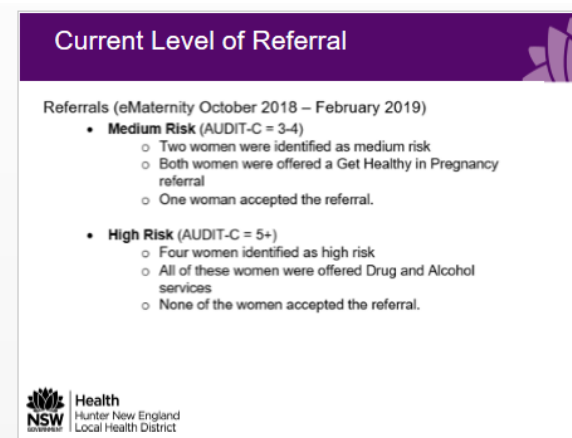 Current Level of Referral
Referrals (eMaternity October 2018 – February 2019)
• Medium Risk (AUDIT-C = 3-4)
o Two women were identified as medium risk
o Both women were offered a Get Healthy in Pregnancy
referral
o One woman accepted the referral.
• High Risk (AUDIT-C = 5+)
o Four women identified as high risk
o All of these women were offered Drug and Alcohol
services
o None of the women accepted the referral.
Health
Hunter New England
Local Health District
NSW
GOVERNMENT